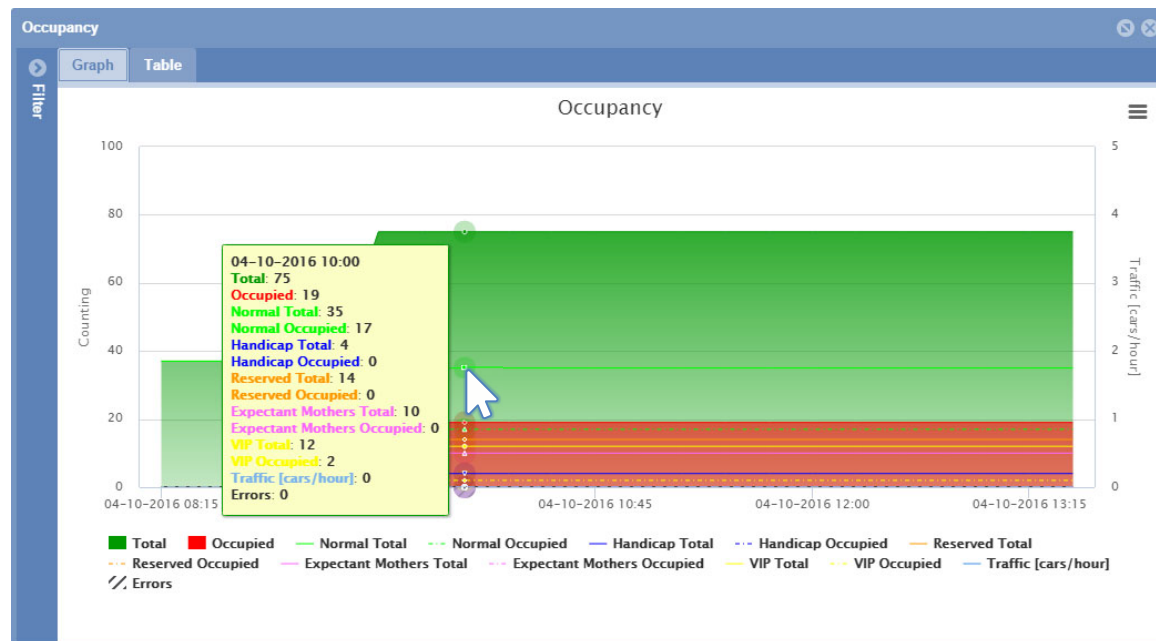 Occupancy
Graph Table
Filter
Occupancy
100
80
60
40
20
0
Counting
5
4
3
2
1
0
Traffic [cars/hour]
04-10-2016 10:00
Total: 75
Occupied: 19
Normal Total: 35
Normal Occupied: 17
Handicap Total: 4
Handicap Occupied: 0
Reserved Total: 14
Reserved Occupied: 0
Expectant Mothers Total: 10
Expectant Mothers Occupied: 0
VIP Total: 12
VIP Occupied: 2
Traffic [cars/hour]: 0
Errors: 0
04-10-2016 08:15 04-10-2016 10:45 04-10-2016 12:00 04-10-2016 13:15
Total Occupied Normal Total Normal Occupied Handicap Total Handicap Occupied Reserved Total
Reserved Occupied Expectant Mothers Total Expectant Mothers Occupied VIP Total VIP Occupied Traffic [cars/hour]
Errors